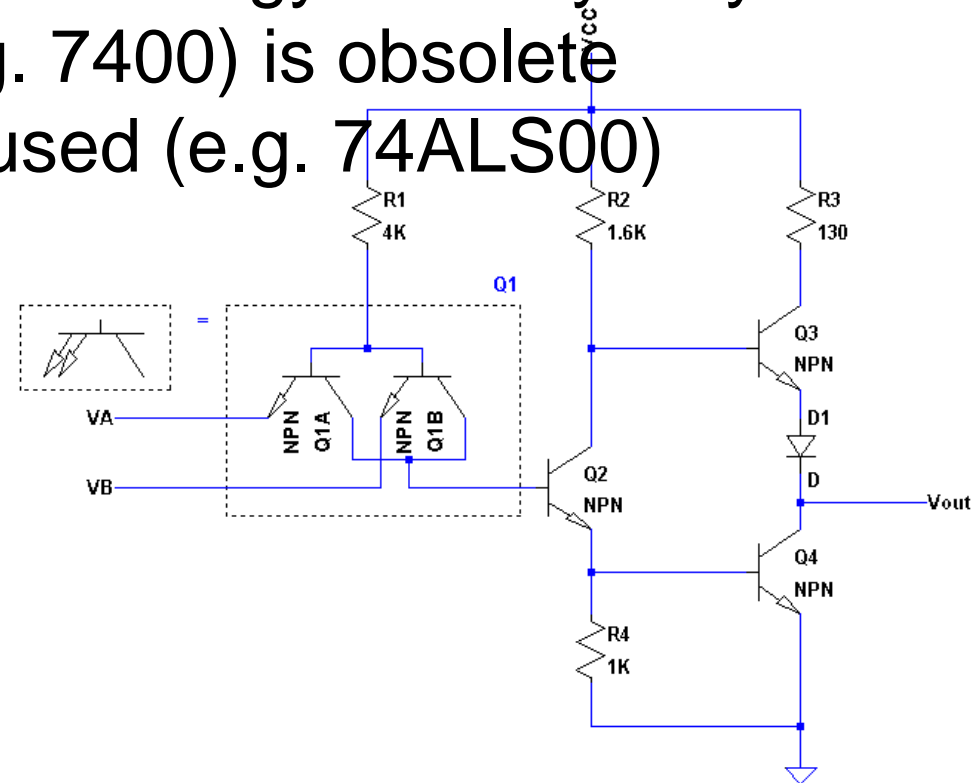 g. 7400) is obsolete
used (e.g. 74ALS00)
VCC
R1
4K
R2
1.6K
R3
130
Q1
=
Q3
NPN
VA
NPN
Q1A
NPN
Q1B
D1
D
VB
Q2
NPN
Vout
Q4
NPN
R4
1K